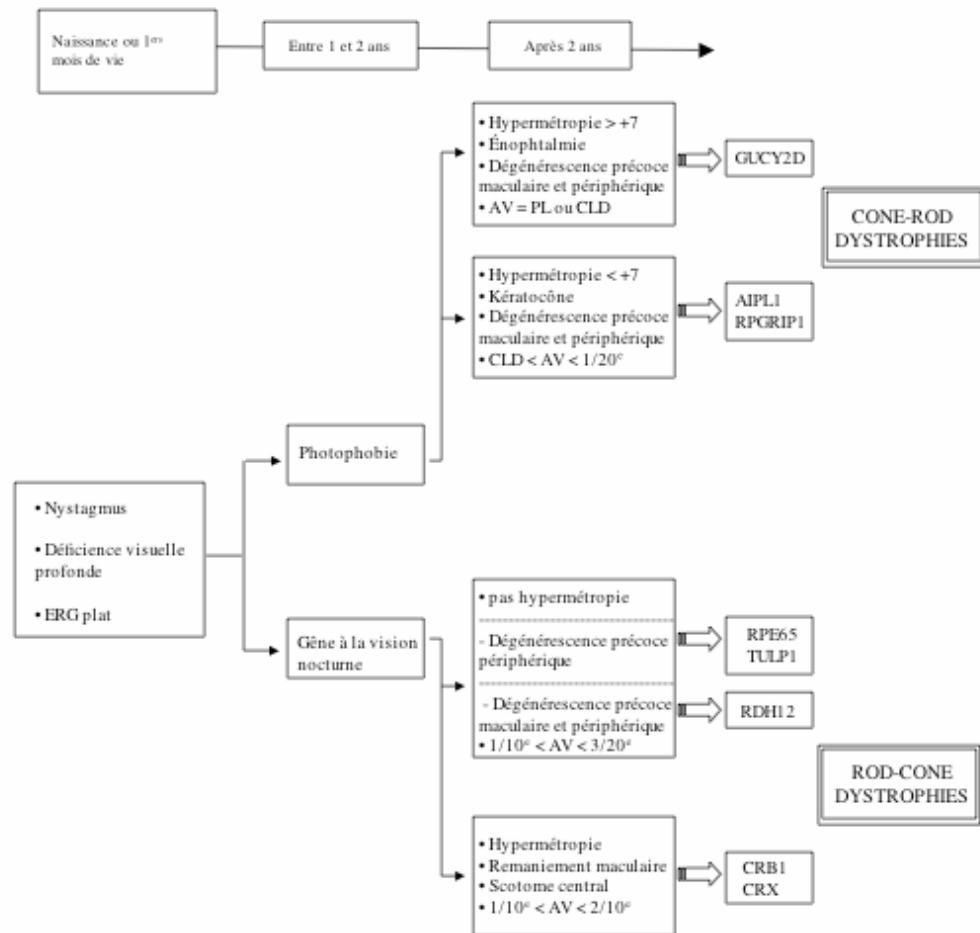 Naissance ou 1ers
mois de vie
Entre 1 et 2 ans
Après 2 ans
• Hypermétropie > +7
• Énophtalmie
• Dégénérescence précoce
maculaire et périphérique
• AV = PL ou CLD
GUCY2D
CONE-ROD
DYSTROPHIES
• Hypermétropie < +7
• Kératocône
• Dégénérescence précoce
maculaire et périphérique
• CLD < AV < 1/20e
AIPL1
RPGRIP1
Photophobie
• Nystagmus
• Déficience visuelle
profonde
• ERG plat
Gêne à la vision
nocturne
• pas hypermétropie
- Dégénérescence précoce
périphérique
RPE65
TULP1
- Dégénérescence précoce
maculaire et périphérique
• 1/10e < AV < 3/20e
RDH12
ROD-CONE
DYSTROPHIES
• Hypermétropie
• Remaniement maculaire
• Scotome central
• 1/10e < AV < 2/10e
CRB1
CRX